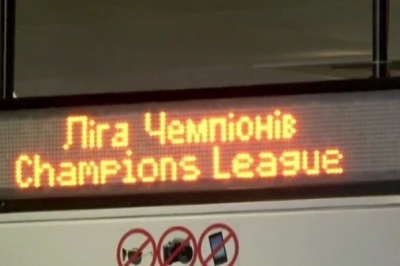 Ліга Чемпіонів
Champions League